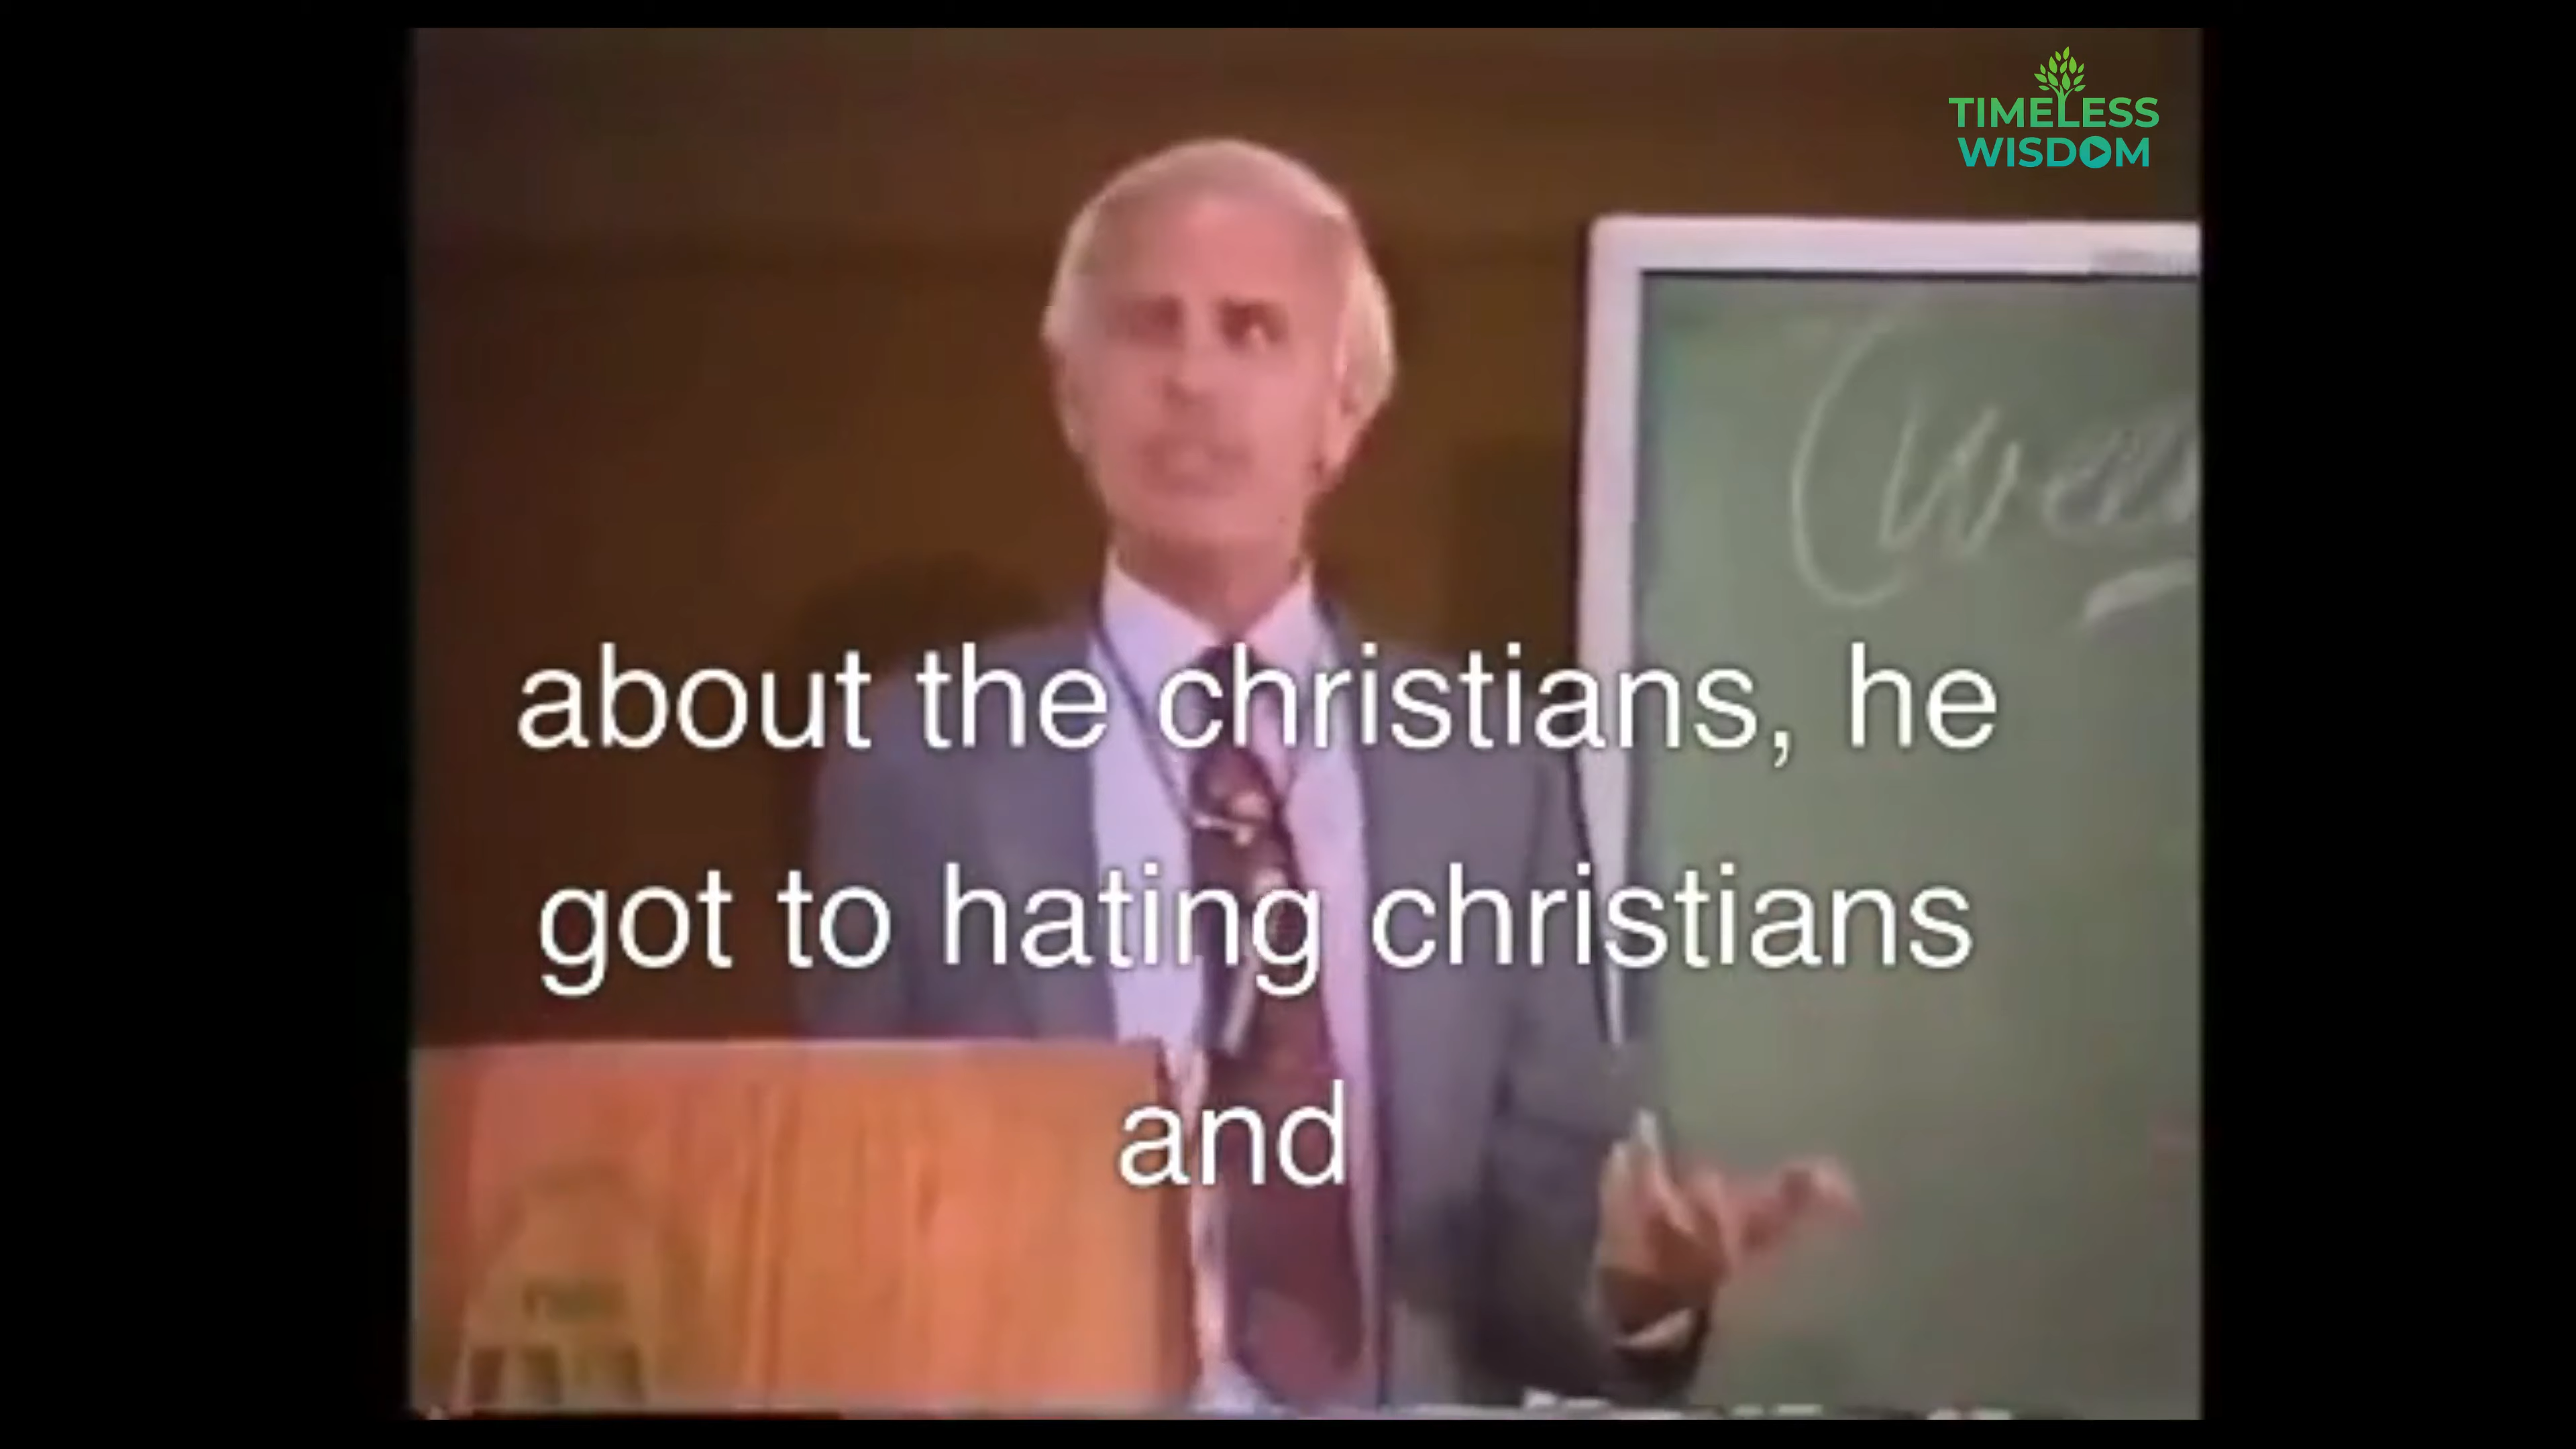 TIMELESS
WISDOM
about the christians, he
got to hating christians
and